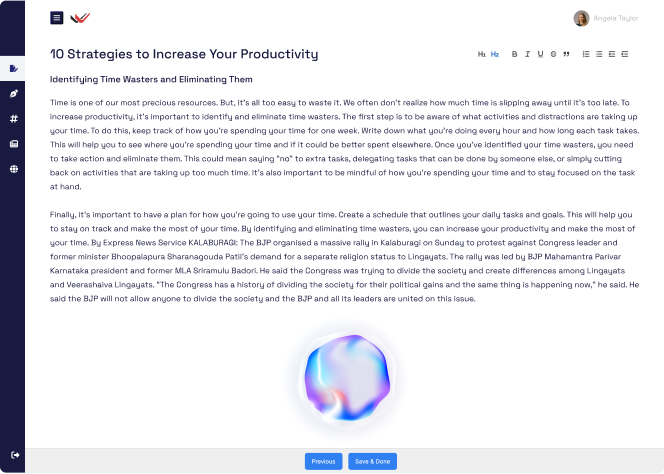 Angela Taylor
10 Strategies to Increase Your Productivity
H1 H2 B I U S
Identifying Time Wasters and Eliminating Them
Time is one of our most precious resources. But, it's all too easy to waste it. We often don't realize how much time is slipping away until it's too late. To
increase productivity, it's important to identify and eliminate time wasters. The first step is to be aware of what activities and distractions are taking up
your time. To do this, keep track of how you're spending your time for one week. Write down what you're doing every hour and how long each task takes.
This will help you to see where you're spending your time and if it could be better spent elsewhere. Once you've identified your time wasters, you need
to take action and eliminate them. This could mean saying "no" to extra tasks, delegating tasks that can be done by someone else, or simply cutting
back on activities that are taking up too much time. It's also important to be mindful of how you're spending your time and to stay focused on the task
at hand.
Finally, it's important to have a plan for how you're going to use your time. Create a schedule that outlines your daily tasks and goals. This will help you
to stay on track and make the most of your time. By identifying and eliminating time wasters, you can increase your productivity and make the most of
your time. By Express News Service KALABURAGI: The BJP organised a massive rally in Kalaburagi on Sunday to protest against Congress leader and
former minister Bhoopalapura Sharanagouda Patil's demand for a separate religion status to Lingayats. The rally was led by BJP Mahamantra Parivar
Karnataka president and former MLA Sriramulu Badori. He said the Congress was trying to divide the society and create differences among Lingayats
and Veerashaiva Lingayats. "The Congress has a history of dividing the society for their political gains and the same thing is happening now," he said. He
said the BJP will not allow anyone to divide the society and the BJP and all its leaders are united on this issue.
Previous Save & Done